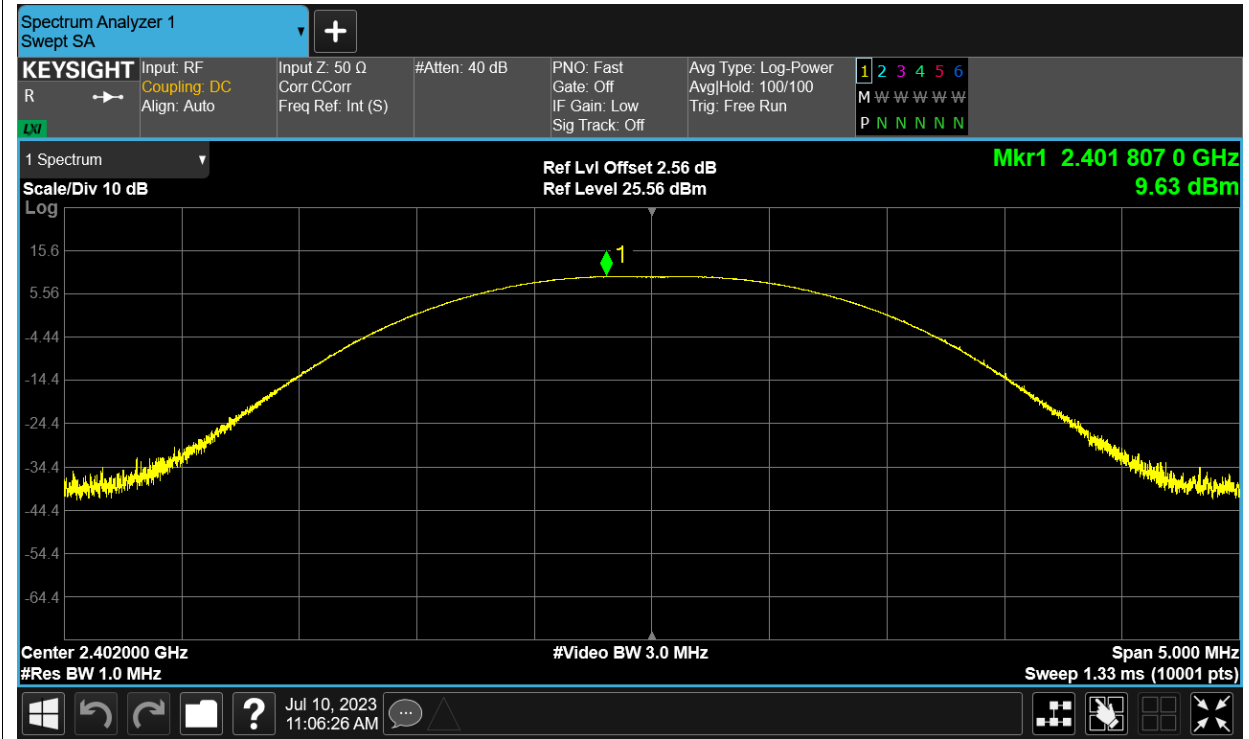 Spectrum Analyzer 1
Swept SA
KEYSIGHT
R
LXI
Input: RF
Coupling: DC
Align: Auto
Input Z: 50 Ω
Corr CCorr
Freq Ref: Int (S)
#Atten: 40 dB
PNO: Fast
Gate: Off
IF Gain: Low
Sig Track: Off
Avg Type: Log-Power
Avg|Hold: 100/100
Trig: Free Run
1 2 3 4 5 6
M W W W W W
P N N N N N
1 Spectrum
Scale/Div 10 dB
Log
Ref Lvl Offset 2.56 dB
Ref Level 25.56 dBm
Mkr1 2.401 807 0 GHz
9.63 dBm
1
15.6
5.56
-4.44
-14.4
-24.4
-34.4
-44.4
-54.4
-64.4
Center 2.402000 GHz
#Video BW 3.0 MHz
Span 5.000 MHz
#Res BW 1.0 MHz
Sweep 1.33 ms (10001 pts)
?
Jul 10, 2023
11:06:26 AM